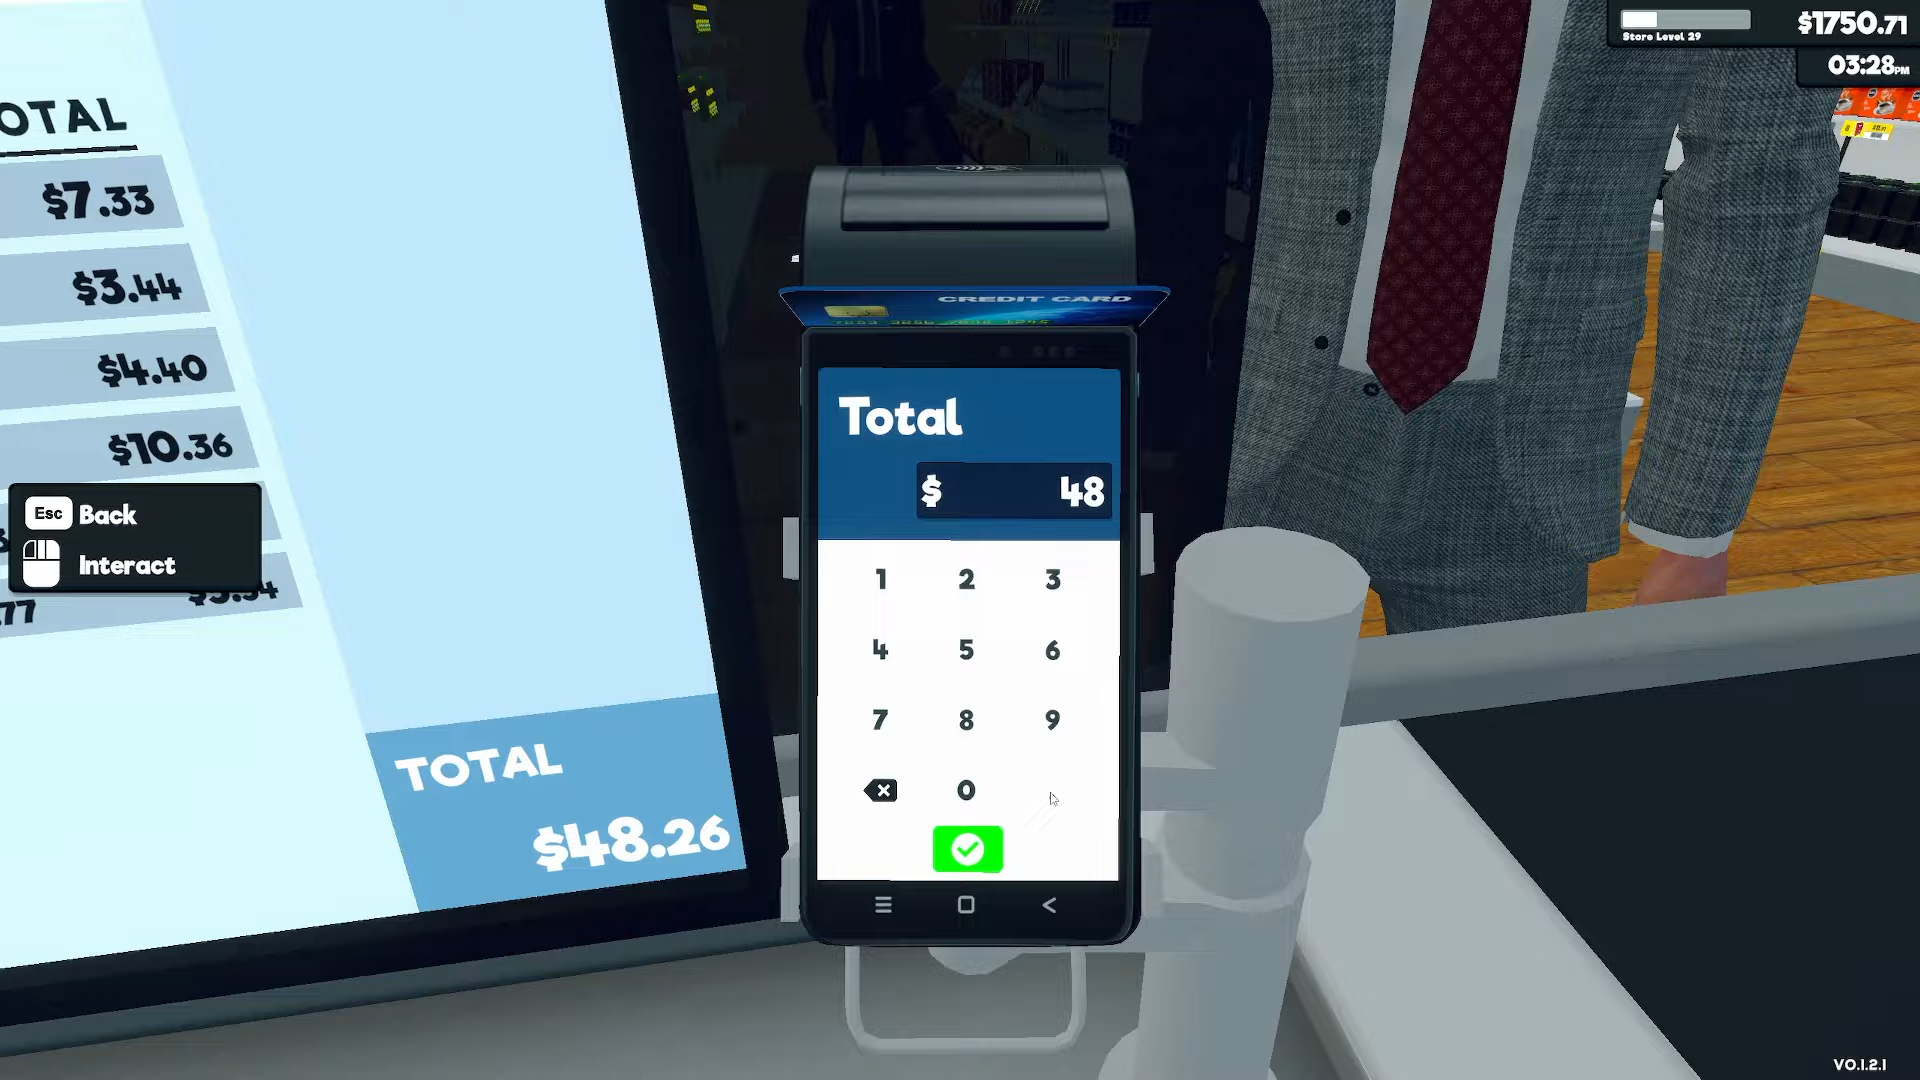 $1750.71
Store Level 29
03:28PM
OTAL
$7.33
$3.44
$4.40
$10.36
Esc Back
Interact
.77
TOTAL
$48.26
CREDIT CARD
Total
$ 48
1 2 3
4 5 6
7 8 9
0
V0.1.2.1